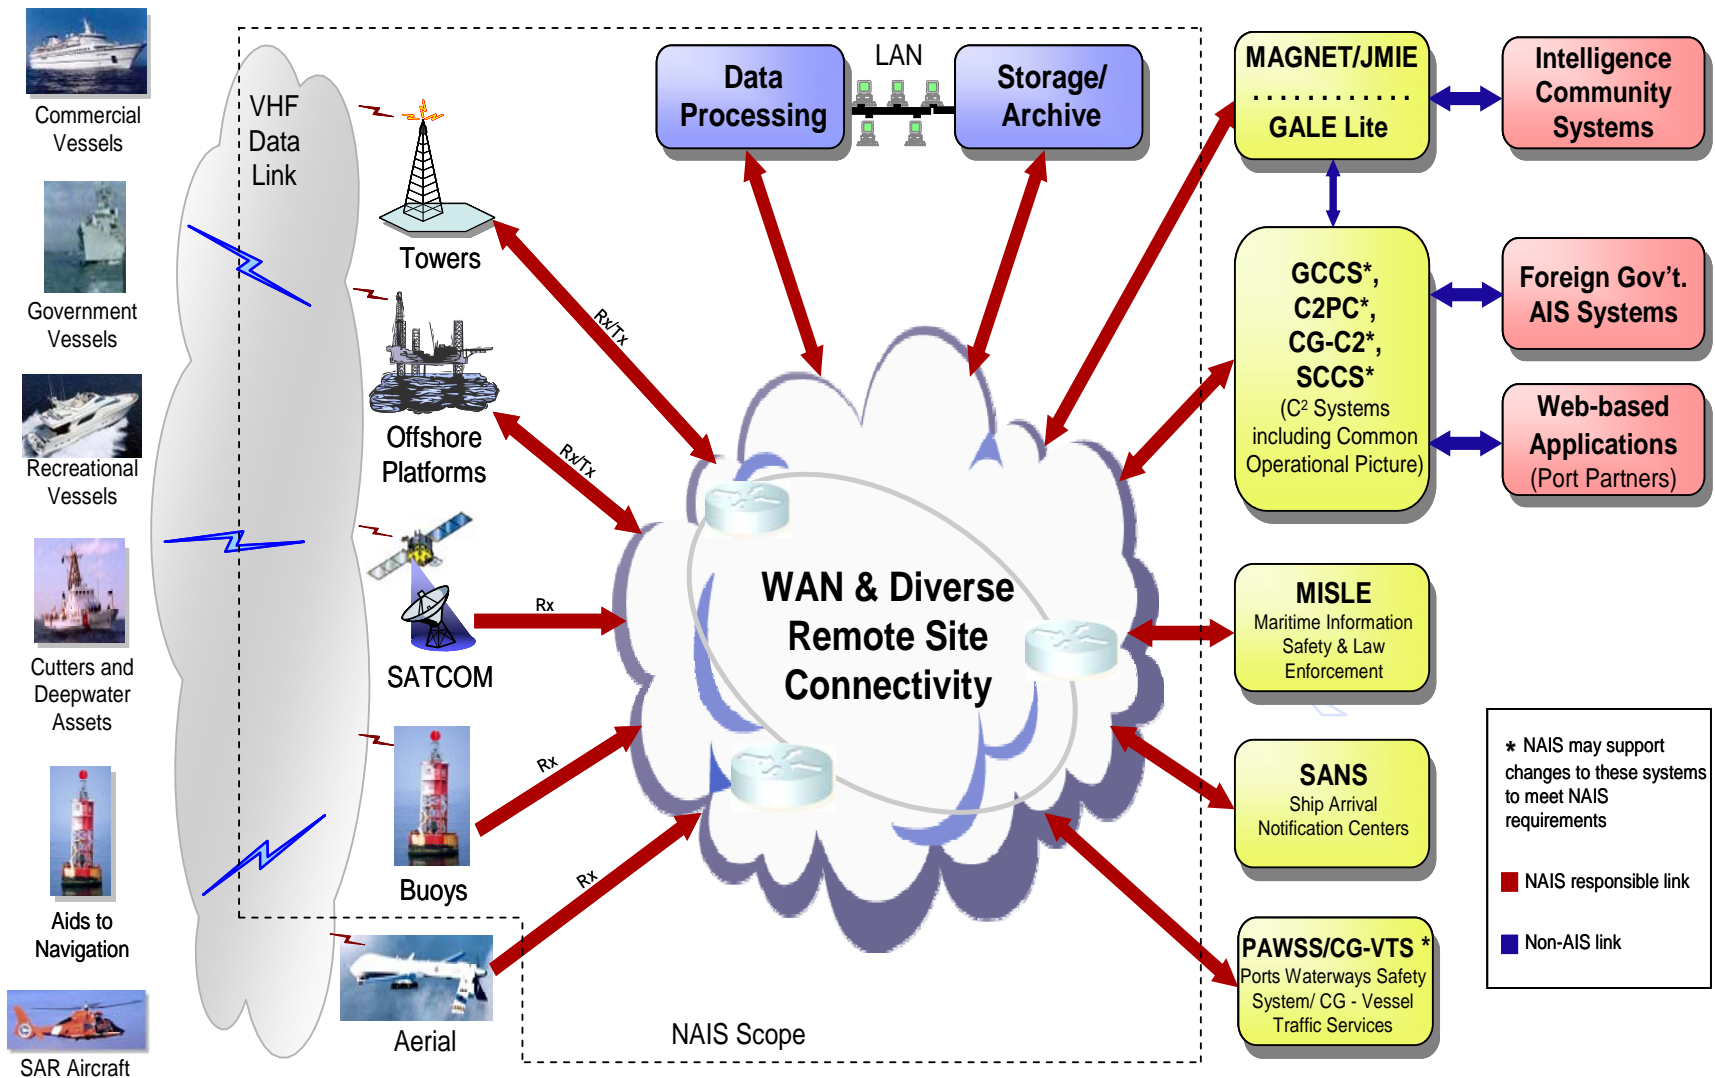 Commercial
Vessels
Government
Vessels
Recreational
Vessels
Cutters and
Deepwater
Assets
Aids to
Navigation
SAR Aircraft
VHF
Data
Link
Towers
Offshore
Platforms
SATCOM
Buoys
Aerial
Rx/Tx
Rx/Tx
Rx
Rx
Rx
Data
Processing
LAN
Storage/
Archive
WAN & Diverse
Remote Site
Connectivity
NAIS Scope
MAGNET/JMIE
. . . . . . . . . . . .
GALE Lite
GCCS*,
C2PC*,
CG-C2*,
SCCS*
(C² Systems
including Common
Operational Picture)
MISLE
Maritime Information
Safety & Law
Enforcement
SANS
Ship Arrival
Notification Centers
PAWSS/CG-VTS *
Ports Waterways Safety
System/ CG - Vessel
Traffic Services
Intelligence
Community
Systems
Foreign Gov’t.
AIS Systems
Web-based
Applications
(Port Partners)
* NAIS may support
changes to these systems
to meet NAIS
requirements
NAIS responsible link
Non-AIS link